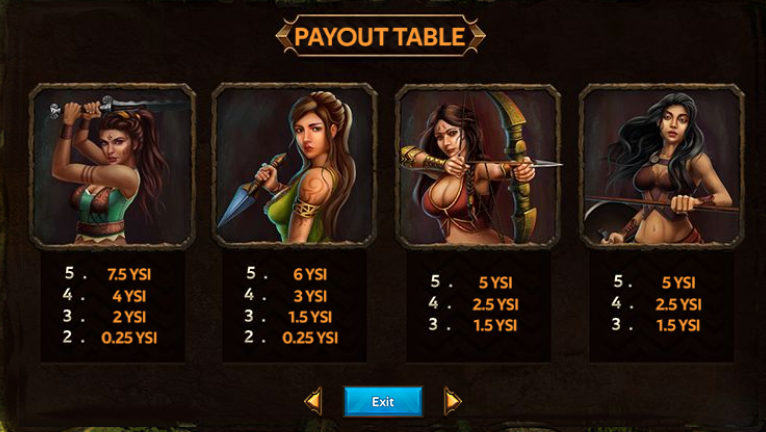 PAYOUT TABLE
5. 7.5 YSI
4. 4 YSI
3. 2 YSI
2. 0.25 YSI
5. 6 YSI
4. 3 YSI
3. 1.5 YSI
2. 0.25 YSI
5. 5 YSI
4. 2.5 YSI
3. 1.5 YSI
5. 5 YSI
4. 2.5 YSI
3. 1.5 YSI
Exit